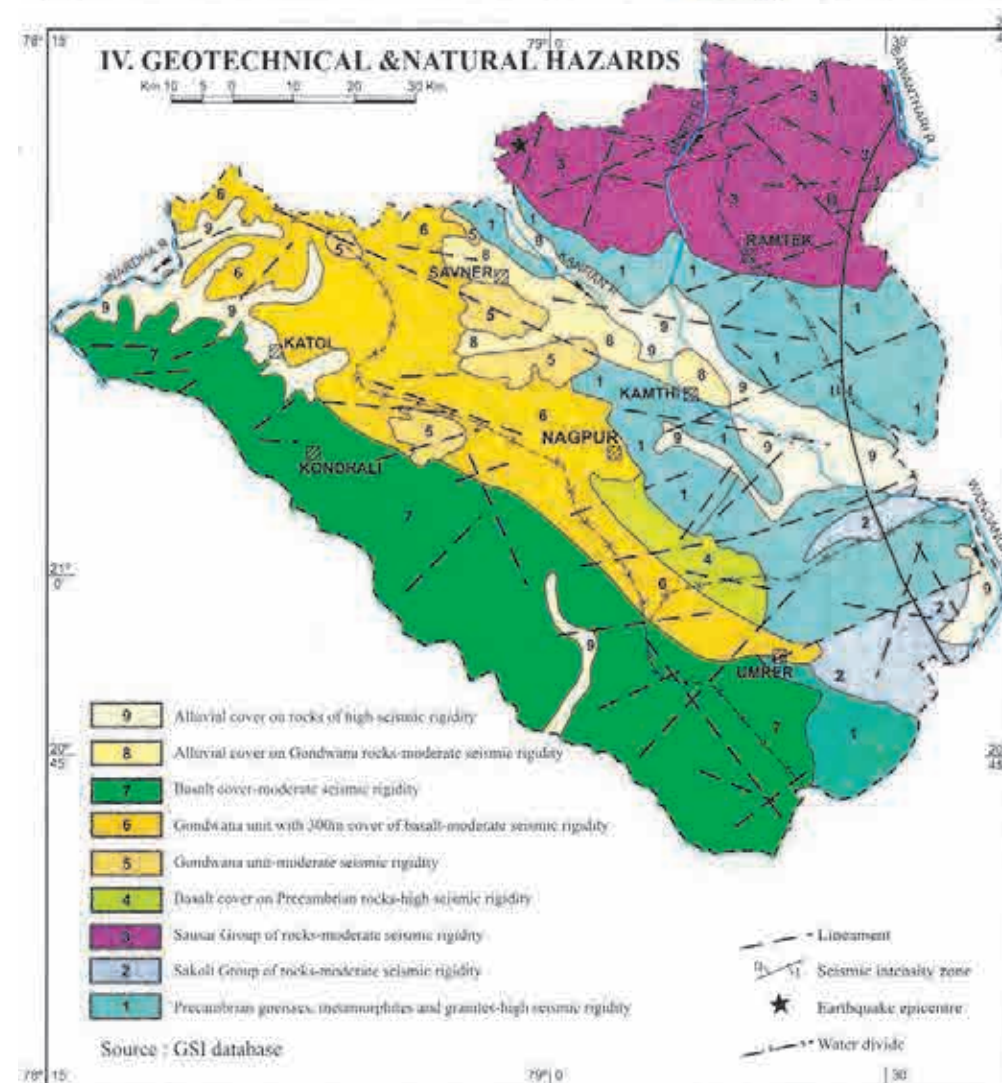 78° 15
79° 0
IV. GEOTECHNICAL &NATURAL HAZARDS
Km 10 5 0 10 20 30 Km
WARDHA R.
RAMTEK
SAVNER
KATOL
KAMTHI
NAGPUR
KONDHALI
21° 0'
UMRER
20° 45'
9 Alluvial cover on rocks of high seismic rigidity
8 Alluvial cover on Gondwana rocks-moderate seismic rigidity
7 Basalt cover-moderate seismic rigidity
6 Gondwana unit with 300m cover of basalt-moderate seismic rigidity
5 Gondwana unit-moderate seismic rigidity
4 Basalt cover on Precambrian rocks-high seismic rigidity
3 Sausar Group of rocks-moderate seismic rigidity
2 Sakoli Group of rocks-moderate seismic rigidity
1 Precambrian gneisses, metamorphites and granites-high seismic rigidity
Lineament
Seismic intensity zone
Earthquake epicentre
Water divide
Source : GSI database
78° 15
79° 0
30